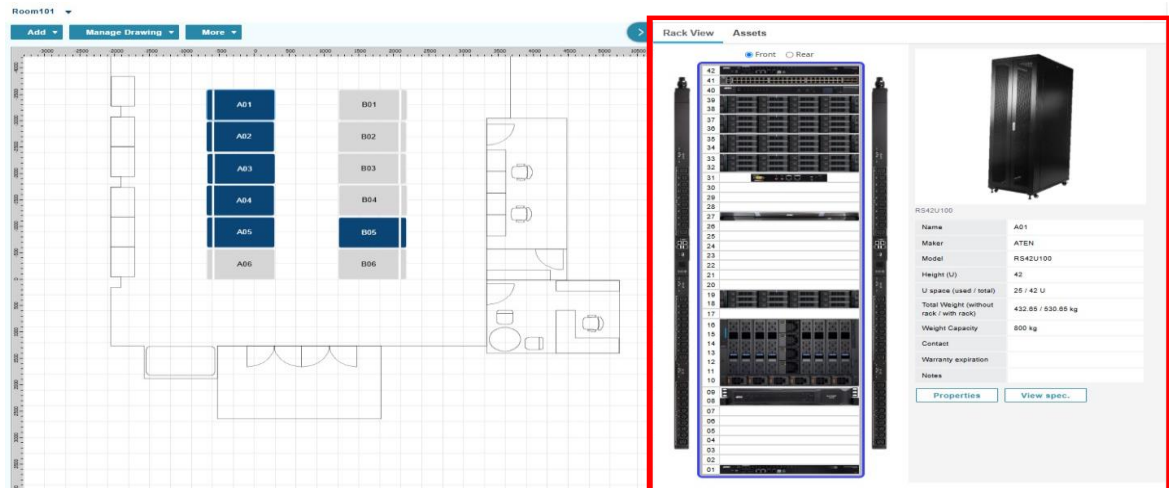 Room101
Add
Manage Drawing
More
Rack View
Assets
Front
Rear
A01
A02
A03
A04
A05
A06
B01
B02
B03
B04
B05
B06
42
41
40
39
38
37
36
35
34
33
32
31
30
29
28
27
26
25
24
23
22
21
20
19
18
17
16
15
14
13
12
11
10
09
08
07
06
05
04
03
02
01
RS42U100
Name A01
Maker ATEN
Model RS42U100
Height (U) 42
U space (used / total) 25 / 42 U
Total Weight (without
rack / with rack) 432.65 / 530.65 kg
Weight Capacity 800 kg
Contact
Warranty expiration
Notes
Properties
View spec.